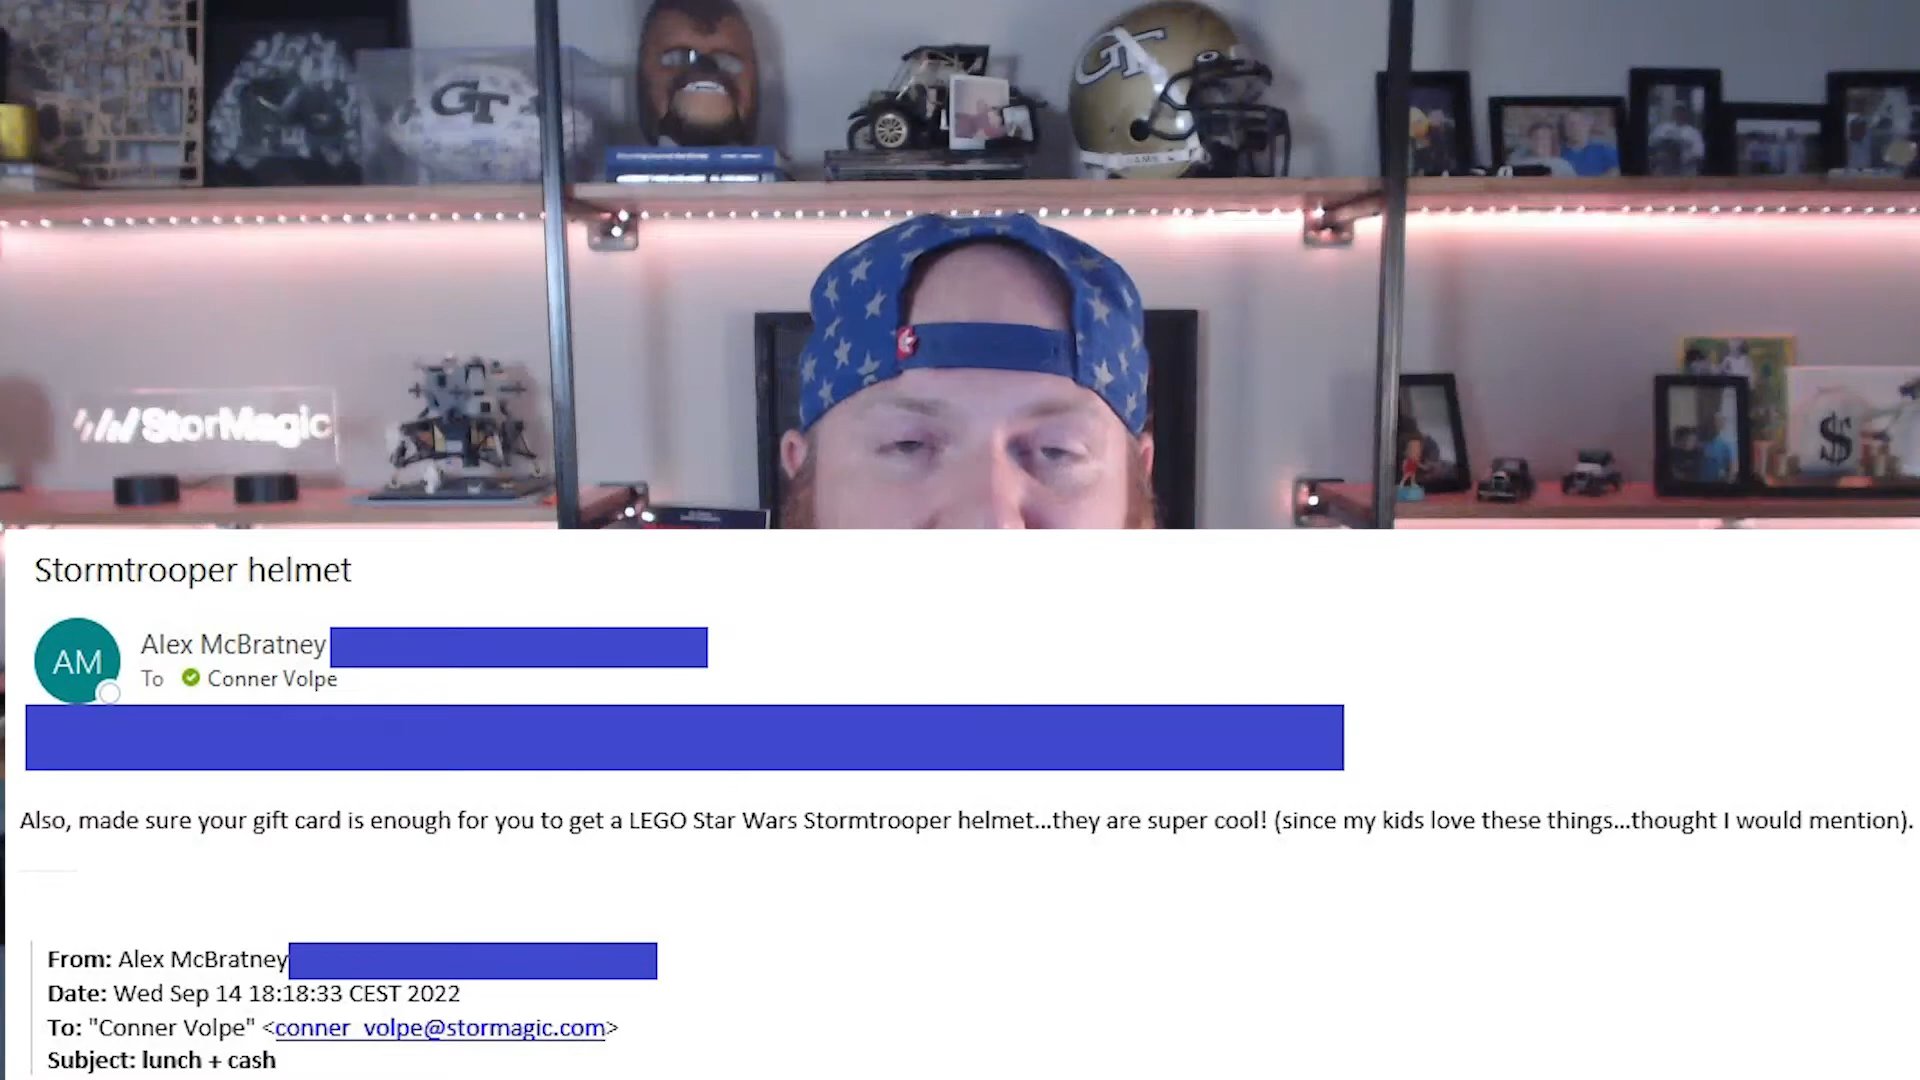 GT
GT
StorMagic
$
Stormtrooper helmet
AM
Alex McBratney
To Conner Volpe
Also, made sure your gift card is enough for you to get a LEGO Star Wars Stormtrooper helmet...they are super cool! (since my kids love these things...thought I would mention).
From: Alex McBratney
Date: Wed Sep 14 18:18:33 CEST 2022
To: "Conner Volpe" <conner_volpe@stormagic.com>
Subject: lunch + cash